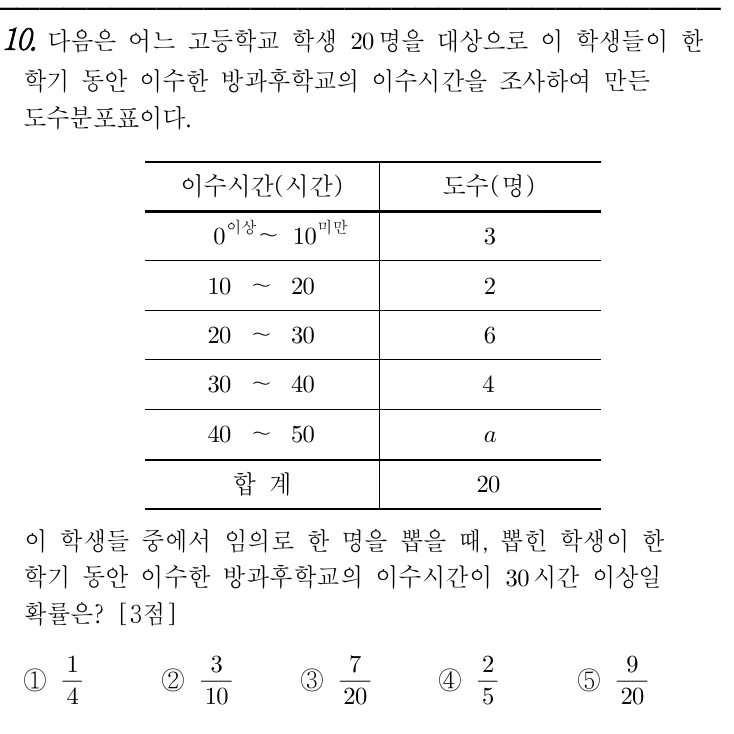 10. 다음은 어느 고등학교 학생 20명을 대상으로 이 학생들이 한
학기 동안 이수한 방과후학교의 이수시간을 조사하여 만든
도수분포표이다.
이수시간(시간) 도수(명)
0이상~ 10미만 3
10 ~ 20 2
20 ~ 30 6
30 ~ 40 4
40 ~ 50 a
합 계 20
이 학생들 중에서 임의로 한 명을 뽑을 때, 뽑힌 학생이 한
학기 동안 이수한 방과후학교의 이수시간이 30시간 이상일
확률은? [3점]
① 1/4 ② 3/10 ③ 7/20 ④ 2/5 ⑤ 9/20